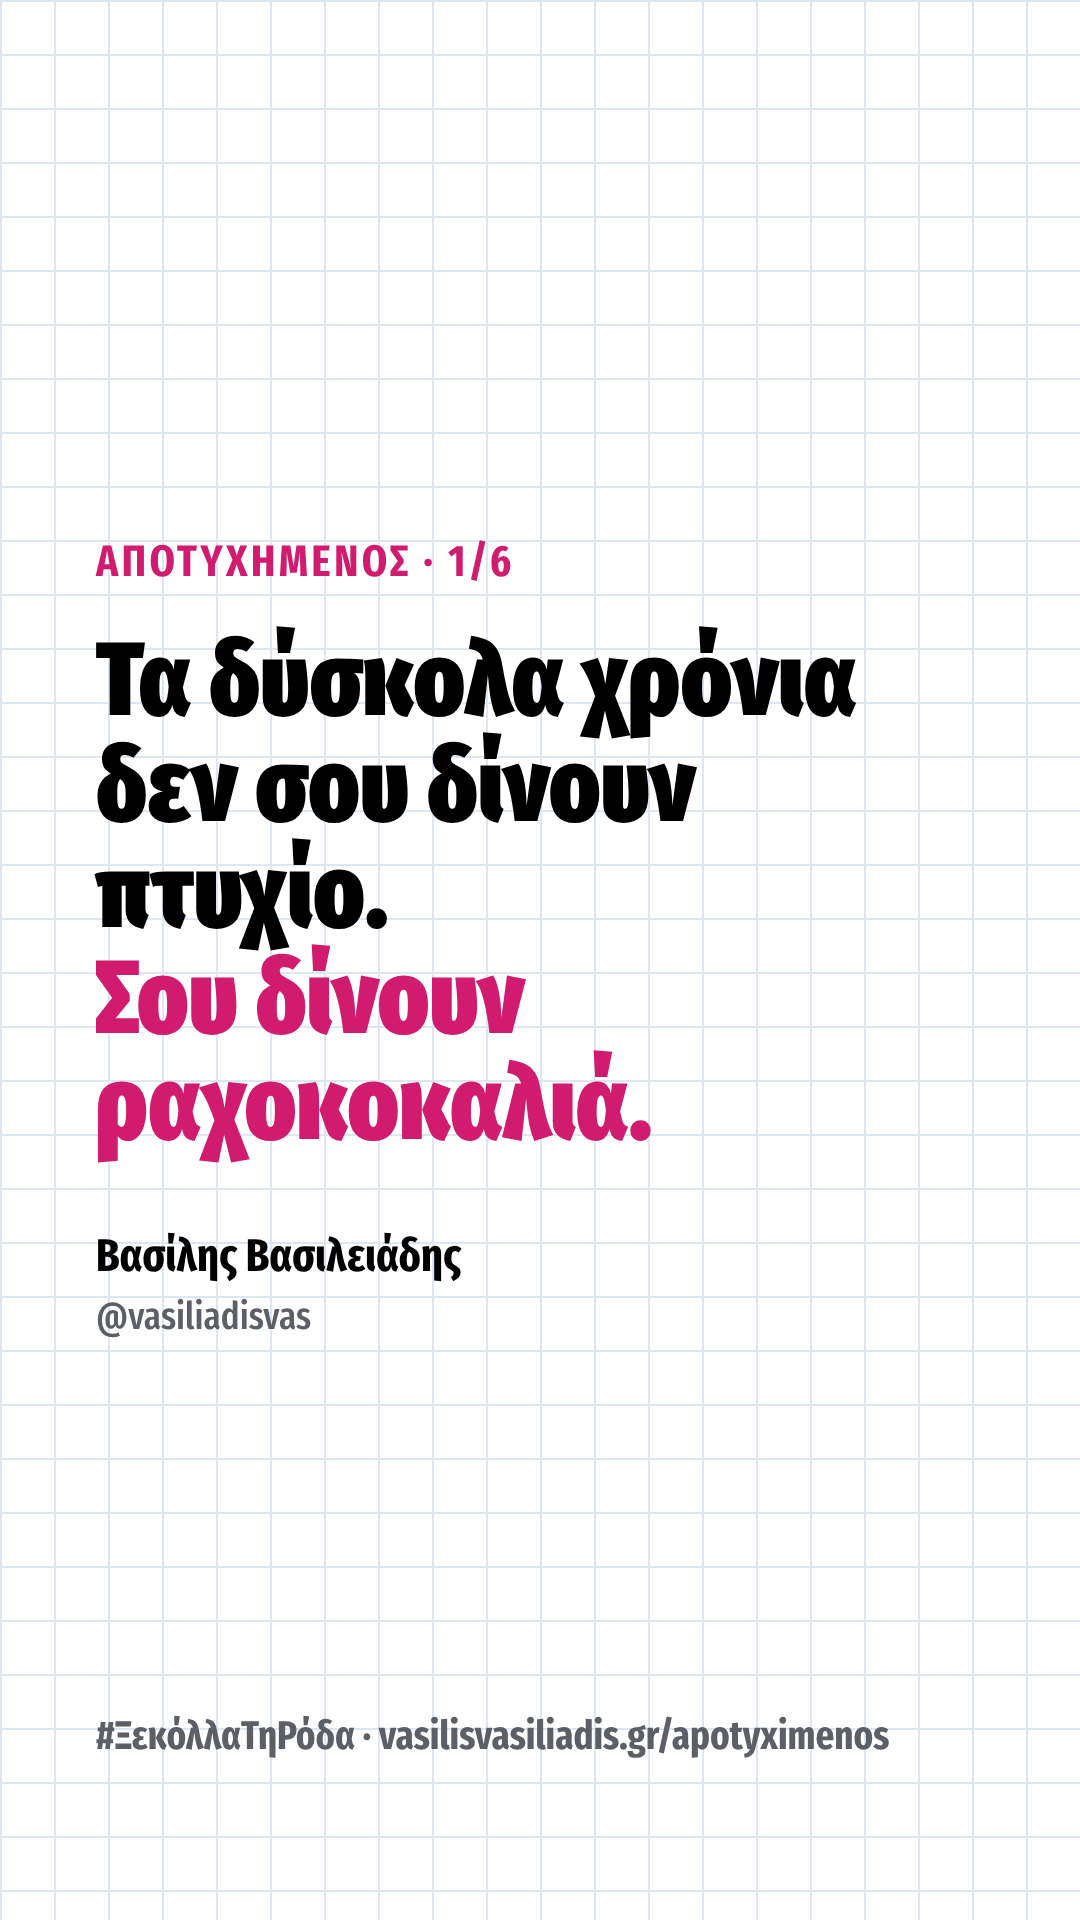 ΑΠΟΤΥΧΗΜΕΝΟΣ · 1/6
Τα δύσκολα χρόνια
δεν σου δίνουν
πτυχίο.
Σου δίνουν
ραχοκοκαλιά.
Βασίλης Βασιλειάδης
@vasiliadisvas
#ΞεκόλλαΤηΡόδα · vasilisvasiliadis.gr/apotyximenos